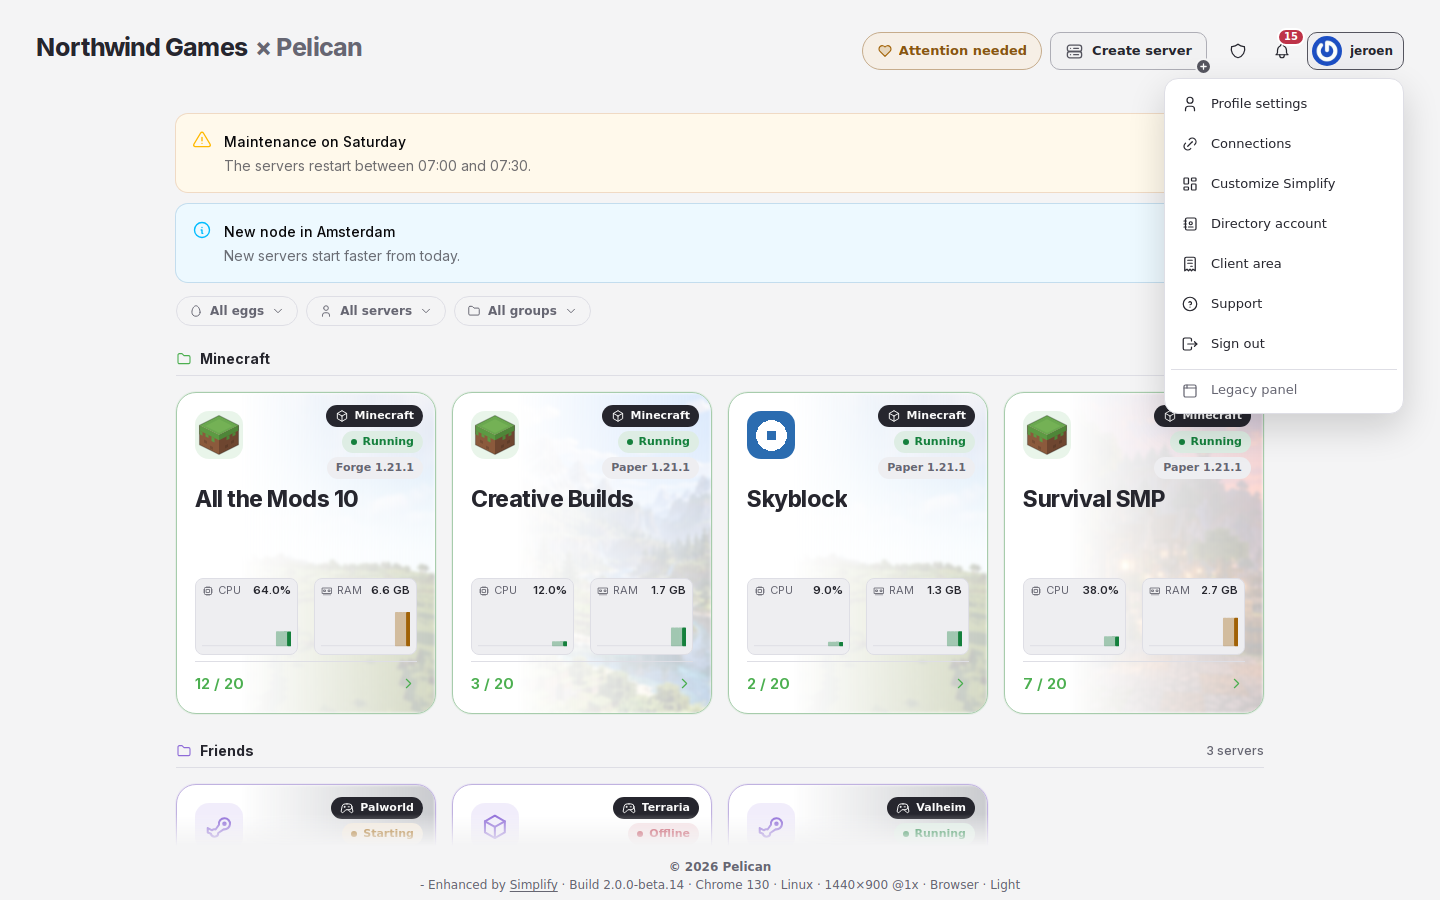 Northwind Games × Pelican
Attention needed
Create server
15
jeroen
Profile settings
Connections
Customize Simplify
Directory account
Client area
Support
Sign out
Legacy panel
Maintenance on Saturday
The servers restart between 07:00 and 07:30.
New node in Amsterdam
New servers start faster from today.
All eggs
All servers
All groups
Minecraft
Minecraft
Running
Forge 1.21.1
All the Mods 10
CPU 64.0%
RAM 6.6 GB
12 / 20
Minecraft
Running
Paper 1.21.1
Creative Builds
CPU 12.0%
RAM 1.7 GB
3 / 20
Minecraft
Running
Paper 1.21.1
Skyblock
CPU 9.0%
RAM 1.3 GB
2 / 20
Minecraft
Running
Paper 1.21.1
Survival SMP
CPU 38.0%
RAM 2.7 GB
7 / 20
Friends
3 servers
Palworld
Starting
Terraria
Offline
Valheim
Running
© 2026 Pelican
- Enhanced by Simplify · Build 2.0.0-beta.14 · Chrome 130 · Linux · 1440×900 @1x · Browser · Light